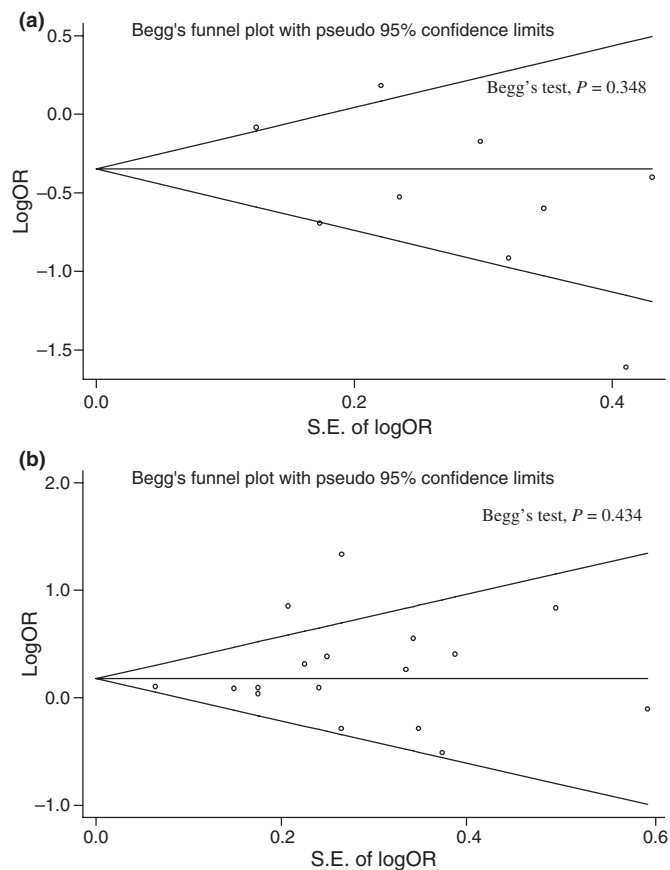 (a)
Begg's funnel plot with pseudo 95% confidence limits
0.5
Begg's test, P = 0.348
0.0
LogOR
−0.5
−1.0
−1.5
0.0 0.2 0.4
S.E. of logOR
(b)
Begg's funnel plot with pseudo 95% confidence limits
2.0
Begg's test, P = 0.434
1.0
LogOR
0.0
−1.0
0.0 0.2 0.4 0.6
S.E. of logOR